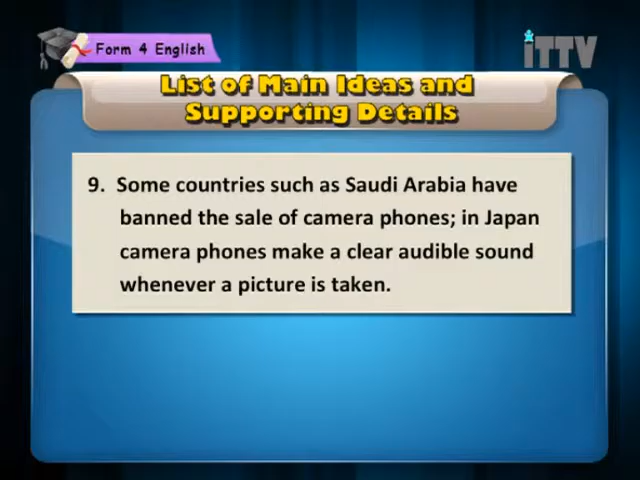 Form 4 English
iTTV
List of Main Ideas and
Supporting Details
9. Some countries such as Saudi Arabia have
banned the sale of camera phones; in Japan
camera phones make a clear audible sound
whenever a picture is taken.